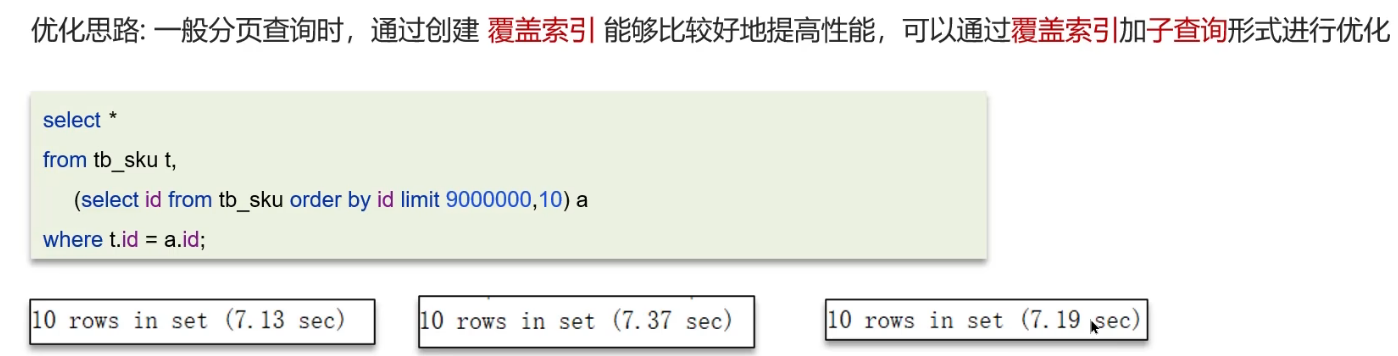 优化思路: 一般分页查询时，通过创建 覆盖索引 能够比较好地提高性能，可以通过覆盖索引加子查询形式进行优化
select *
from tb_sku t,
(select id from tb_sku order by id limit 9000000,10) a
where t.id = a.id;
10 rows in set (7.13 sec)
10 rows in set (7.37 sec)
10 rows in set (7.19 sec)